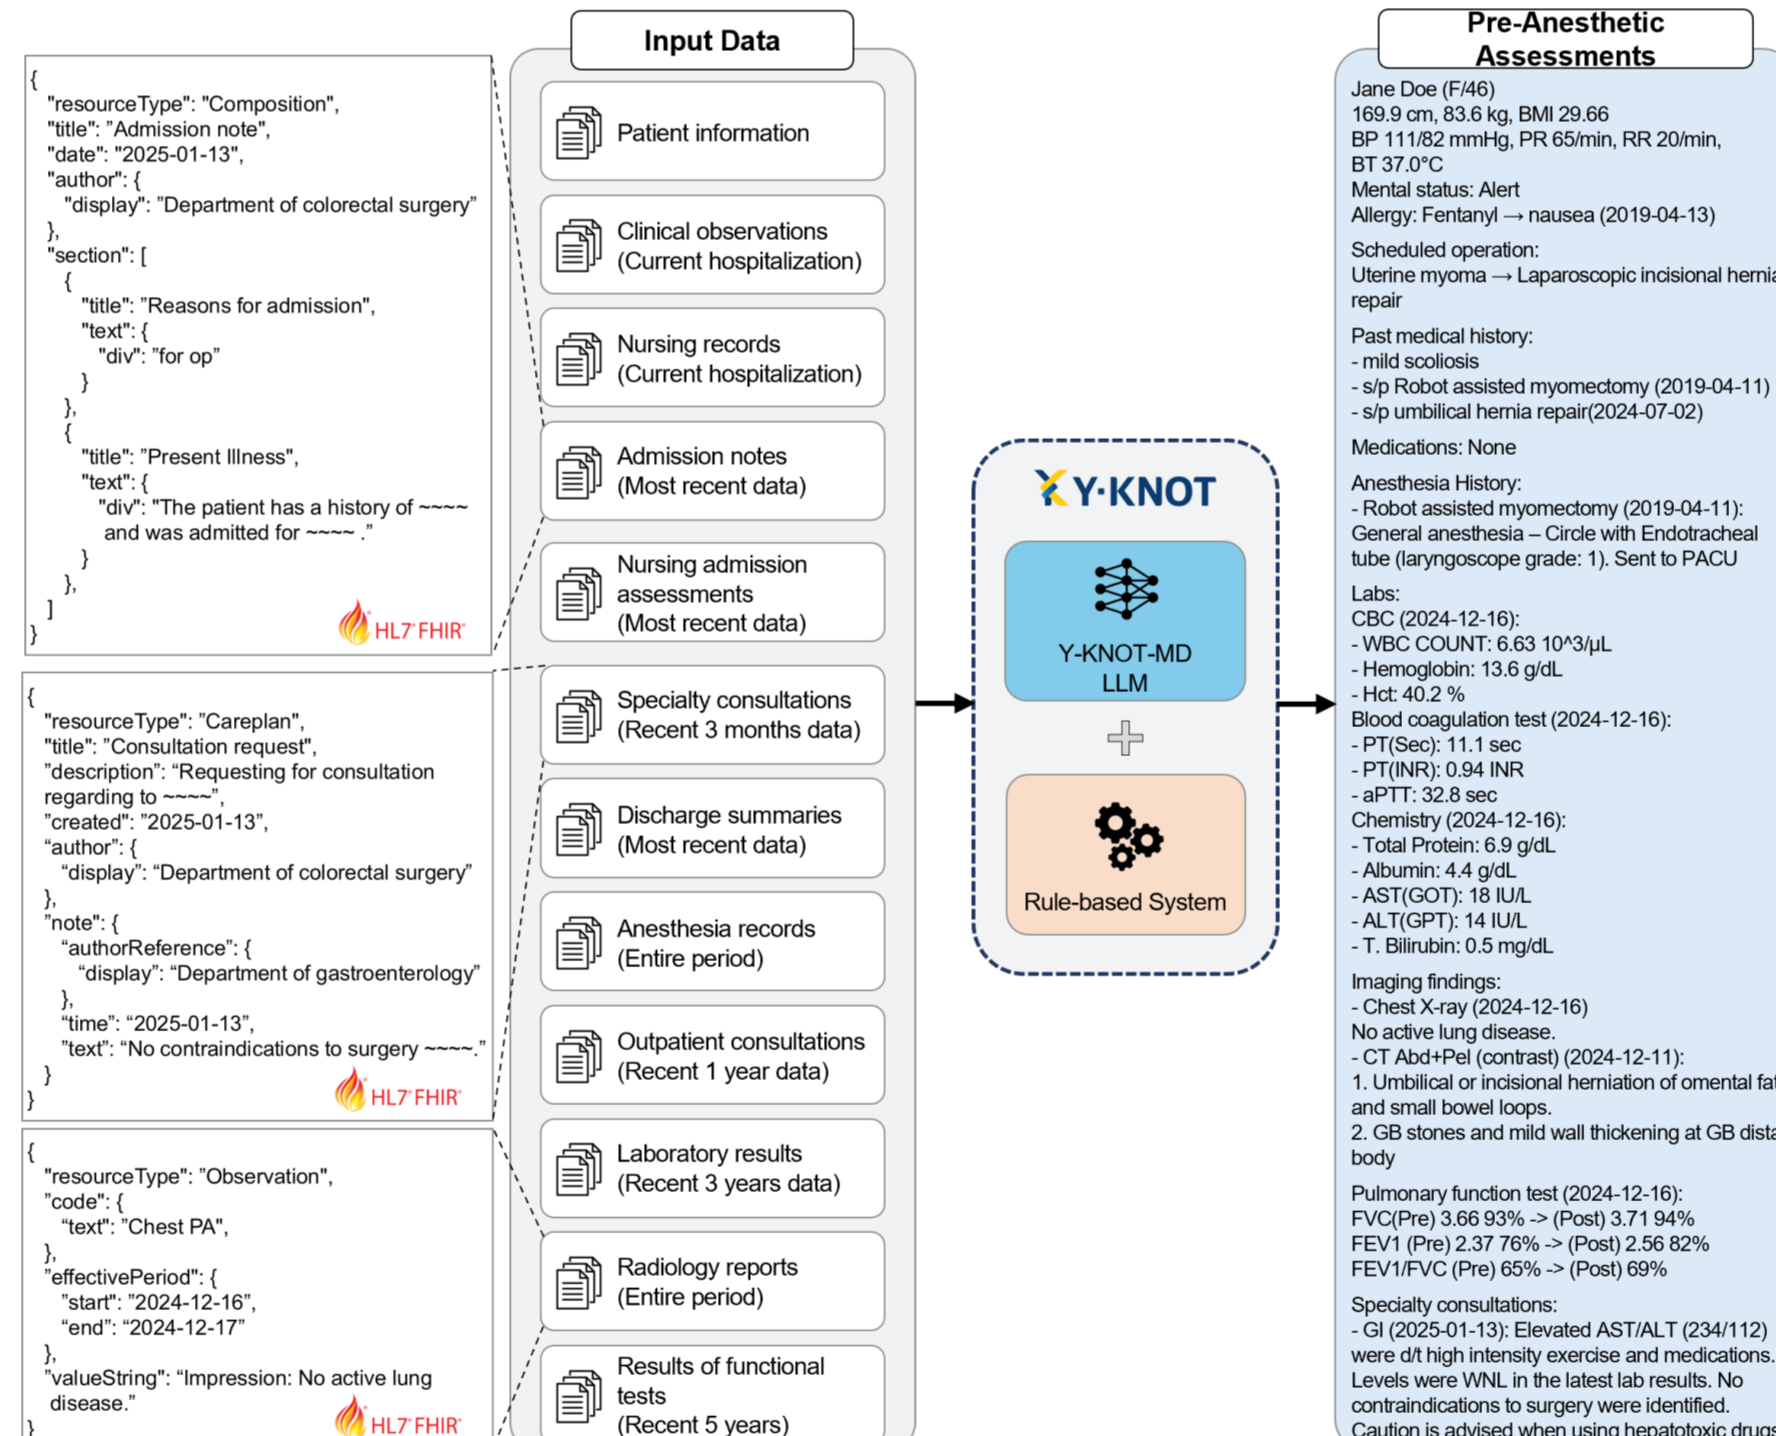 {
"resourceType": "Composition",
"title": "Admission note",
"date": "2025-01-13",
"author": {
"display": "Department of colorectal surgery"
},
"section": [
{
"title": "Reasons for admission",
"text": {
"div": "for op"
}
},
{
"title": "Present Illness",
"text": {
"div": "The patient has a history of ~~~~
and was admitted for ~~~~ ."
}
},
]
}
HL7 FHIR
{
"resourceType": "Careplan",
"title": "Consultation request",
"description": "Requesting for consultation
regarding to ~~~~",
"created": "2025-01-13",
"author": {
"display": "Department of colorectal surgery"
},
"note": {
"authorReference": {
"display": "Department of gastroenterology"
},
"time": "2025-01-13",
"text": "No contraindications to surgery ~~~~."
}
}
HL7 FHIR
{
"resourceType": "Observation",
"code": {
"text": "Chest PA",
},
"effectivePeriod": {
"start": "2024-12-16",
"end": "2024-12-17"
},
"valueString": "Impression: No active lung
disease."
}
HL7 FHIR
Input Data
Patient information
Clinical observations
(Current hospitalization)
Nursing records
(Current hospitalization)
Admission notes
(Most recent data)
Nursing admission
assessments
(Most recent data)
Specialty consultations
(Recent 3 months data)
Discharge summaries
(Most recent data)
Anesthesia records
(Entire period)
Outpatient consultations
(Recent 1 year data)
Laboratory results
(Recent 3 years data)
Radiology reports
(Entire period)
Results of functional
tests
(Recent 5 years)
Y·KNOT
Y-KNOT-MD
LLM
Rule-based System
Pre-Anesthetic
Assessments
Jane Doe (F/46)
169.9 cm, 83.6 kg, BMI 29.66
BP 111/82 mmHg, PR 65/min, RR 20/min,
BT 37.0°C
Mental status: Alert
Allergy: Fentanyl → nausea (2019-04-13)
Scheduled operation:
Uterine myoma → Laparoscopic incisional hernia
repair
Past medical history:
- mild scoliosis
- s/p Robot assisted myomectomy (2019-04-11)
- s/p umbilical hernia repair(2024-07-02)
Medications: None
Anesthesia History:
- Robot assisted myomectomy (2019-04-11):
General anesthesia – Circle with Endotracheal
tube (laryngoscope grade: 1). Sent to PACU
Labs:
CBC (2024-12-16):
- WBC COUNT: 6.63 10^3/µL
- Hemoglobin: 13.6 g/dL
- Hct: 40.2 %
Blood coagulation test (2024-12-16):
- PT(Sec): 11.1 sec
- PT(INR): 0.94 INR
- aPTT: 32.8 sec
Chemistry (2024-12-16):
- Total Protein: 6.9 g/dL
- Albumin: 4.4 g/dL
- AST(GOT): 18 IU/L
- ALT(GPT): 14 IU/L
- T. Bilirubin: 0.5 mg/dL
Imaging findings:
- Chest X-ray (2024-12-16)
No active lung disease.
- CT Abd+Pel (contrast) (2024-12-11):
1. Umbilical or incisional herniation of omental fat
and small bowel loops.
2. GB stones and mild wall thickening at GB dista
body
Pulmonary function test (2024-12-16):
FVC(Pre) 3.66 93% -> (Post) 3.71 94%
FEV1 (Pre) 2.37 76% -> (Post) 2.56 82%
FEV1/FVC (Pre) 65% -> (Post) 69%
Specialty consultations:
- GI (2025-01-13): Elevated AST/ALT (234/112)
were d/t high intensity exercise and medications.
Levels were WNL in the latest lab results. No
contraindications to surgery were identified.
Caution is advised when using hepatotoxic drugs